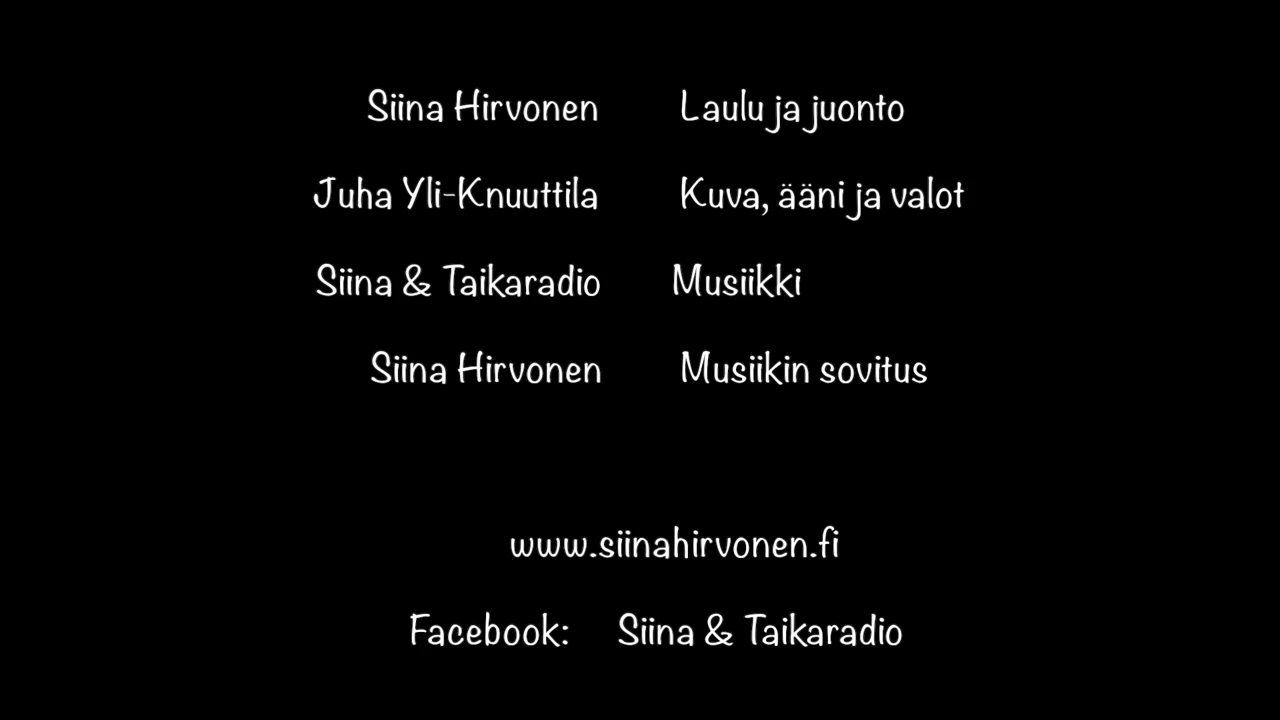 Siina Hirvonen Laulu ja juonto
Juha Yli-Knuuttila Kuva, ääni ja valot
Siina & Taikaradio Musiikki
Siina Hirvonen Musiikin sovitus
www.siinahirvonen.fi
Facebook: Siina & Taikaradio